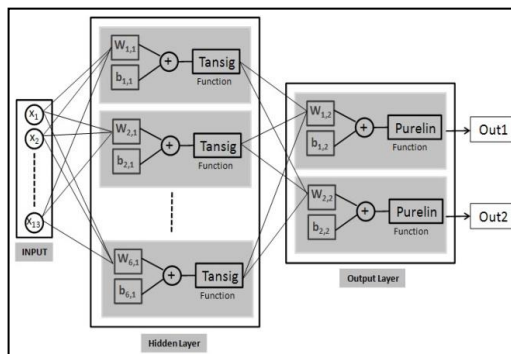 x1
x2
x13
INPUT
W1,1
b1,1
+
Tansig
Function
W2,1
b2,1
+
Tansig
Function
W6,1
b6,1
+
Tansig
Function
Hidden Layer
W1,2
b1,2
+
Purelin
Function
W2,2
b2,2
+
Purelin
Function
Output Layer
Out1
Out2